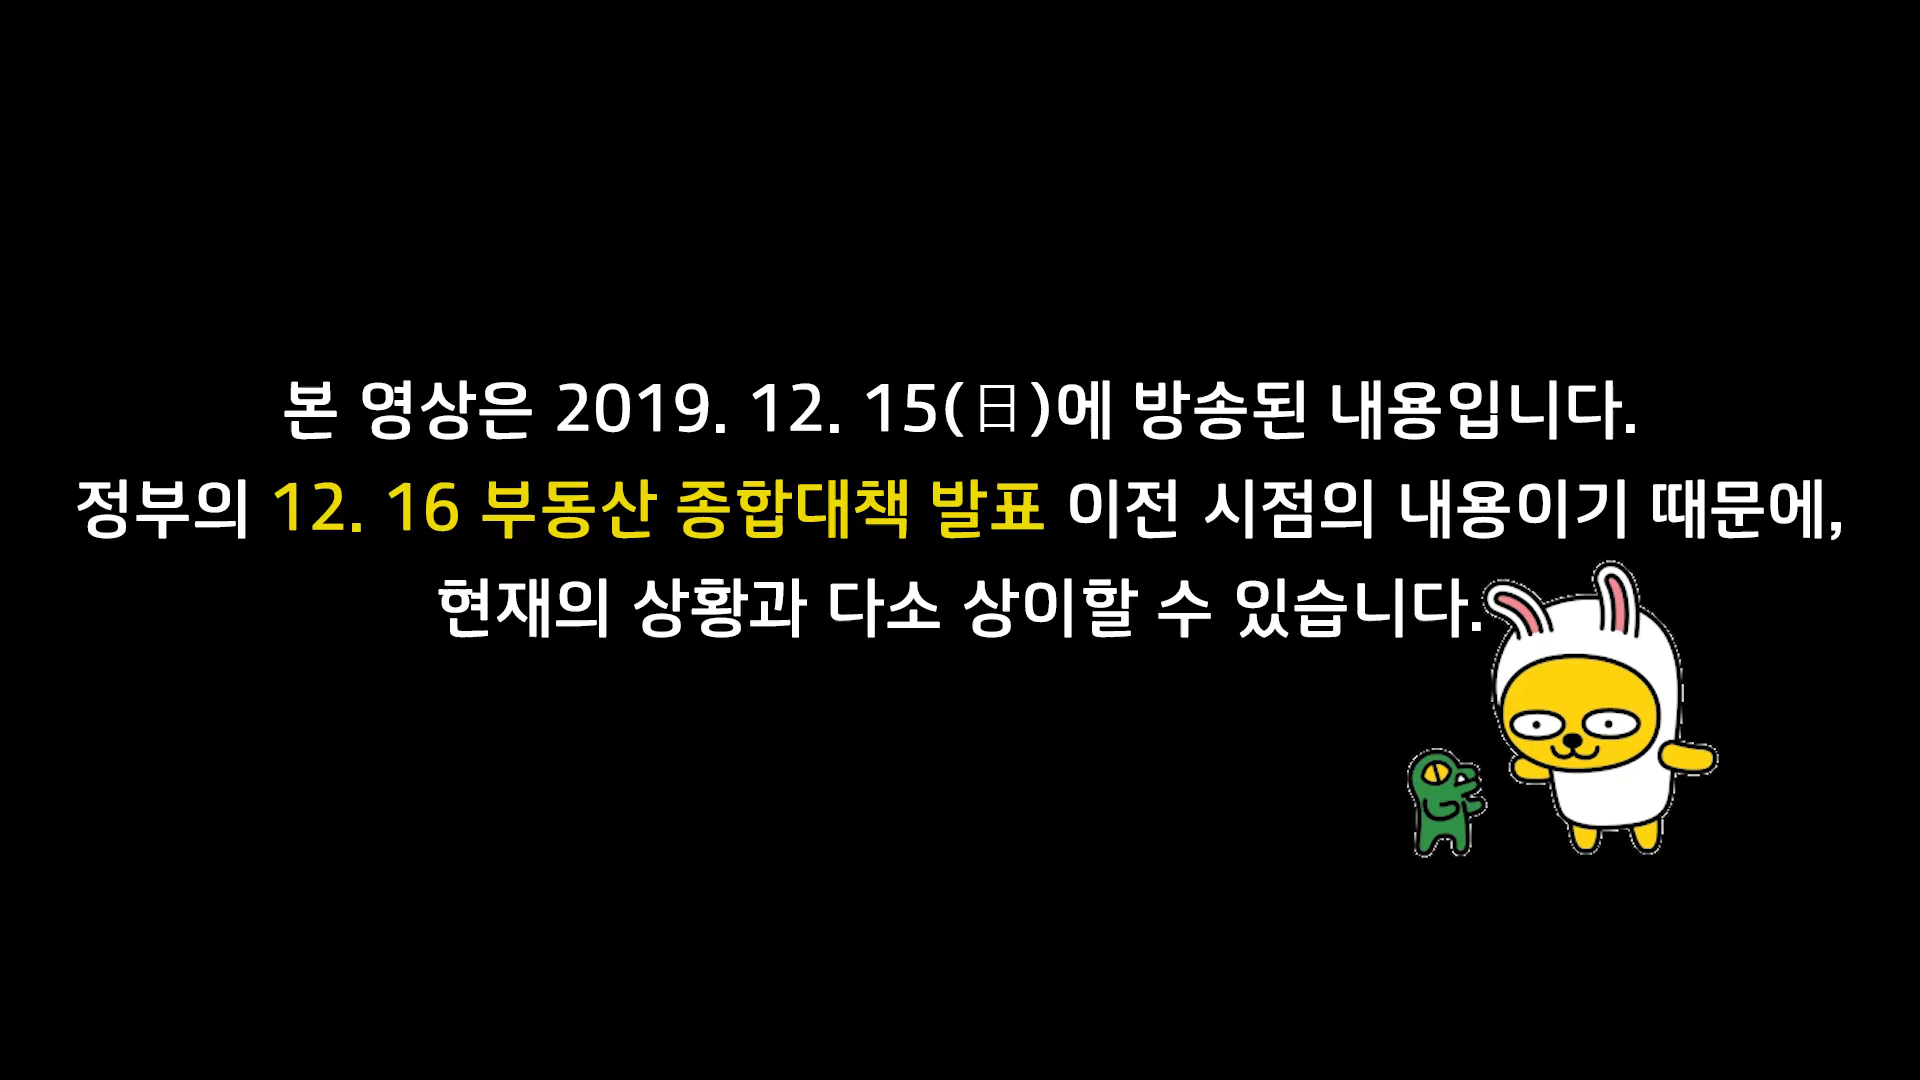 본 영상은 2019. 12. 15(日)에 방송된 내용입니다.
정부의 12. 16 부동산 종합대책 발표 이전 시점의 내용이기 때문에,
현재의 상황과 다소 상이할 수 있습니다.